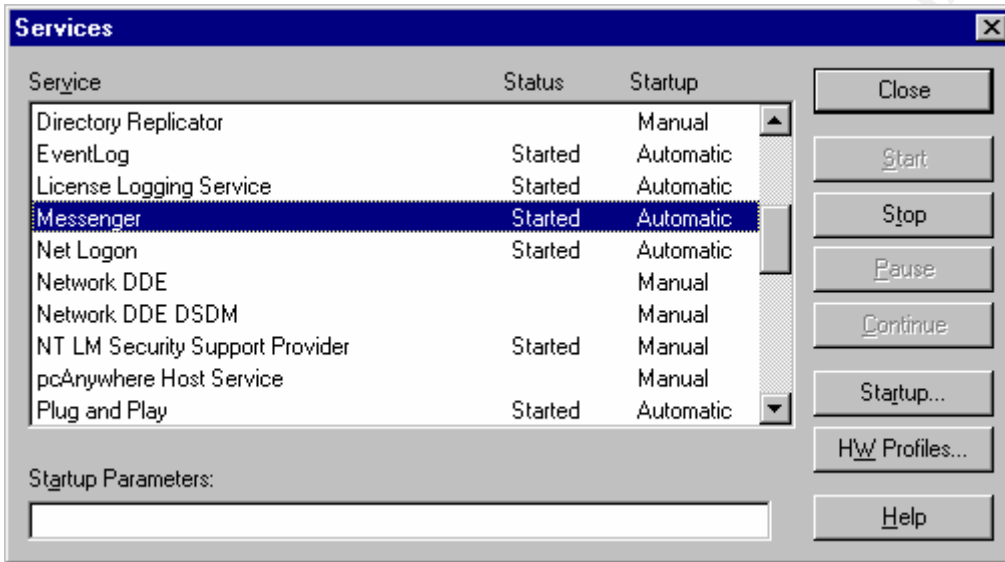 Services
Service Status Startup
Directory Replicator Manual
EventLog Started Automatic
License Logging Service Started Automatic
Messenger Started Automatic
Net Logon Started Automatic
Network DDE Manual
Network DDE DSDM Manual
NT LM Security Support Provider Started Manual
pcAnywhere Host Service Manual
Plug and Play Started Automatic
Startup Parameters:
Close
Start
Stop
Pause
Continue
Startup...
HW Profiles...
Help